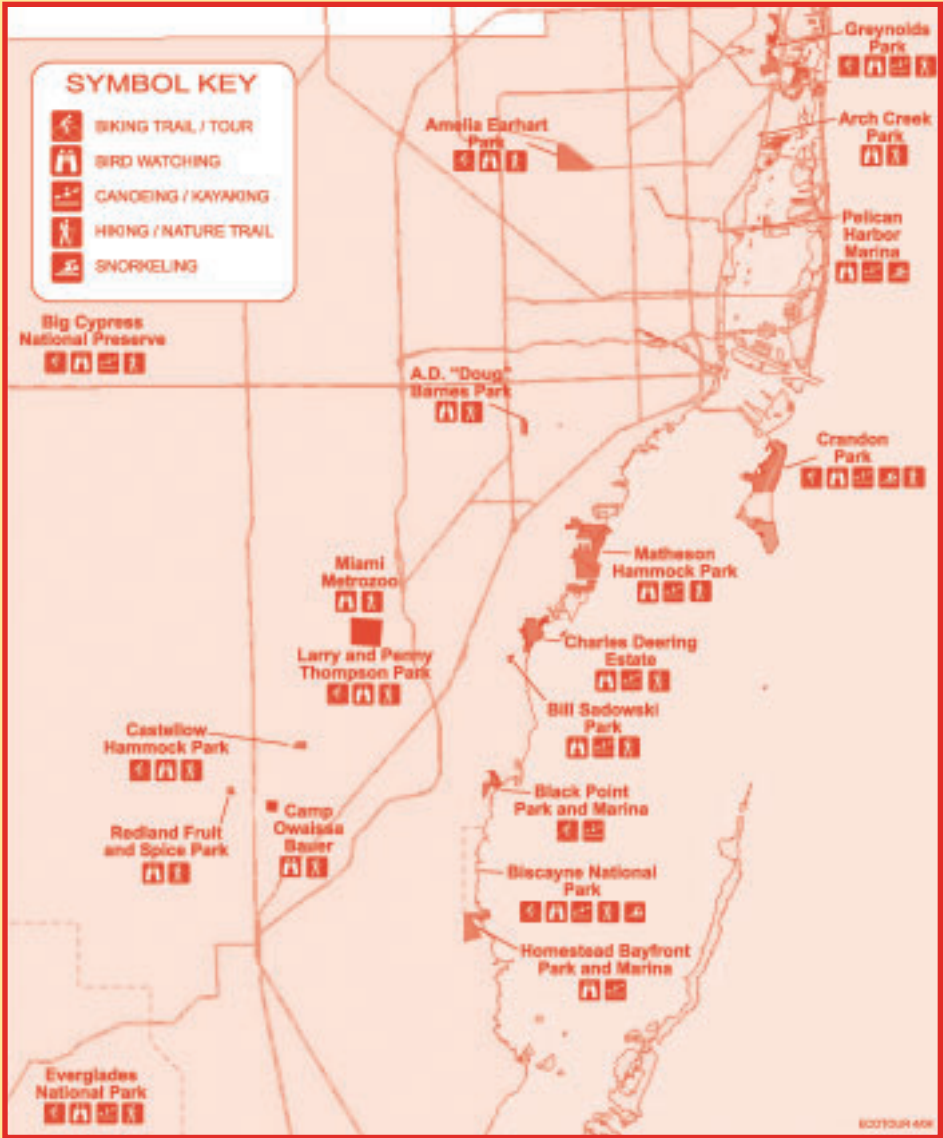 SYMBOL KEY
BIKING TRAIL / TOUR
BIRD WATCHING
CANOEING / KAYAKING
HIKING / NATURE TRAIL
SNORKELING
Greynolds
Park
Amelia Earhart
Park
Arch Creek
Park
Pelican
Harbor
Marina
Big Cypress
National Preserve
A.D. "Doug"
Barnes Park
Crandon
Park
Matheson
Hammock Park
Miami
Metrozoo
Larry and Penny
Thompson Park
Charles Deering
Estate
Bill Sadowski
Park
Castellow
Hammock Park
Black Point
Park and Marina
Camp
Owaissa
Bauer
Redland Fruit
and Spice Park
Biscayne National
Park
Homestead Bayfront
Park and Marina
Everglades
National Park
ECOTOUR